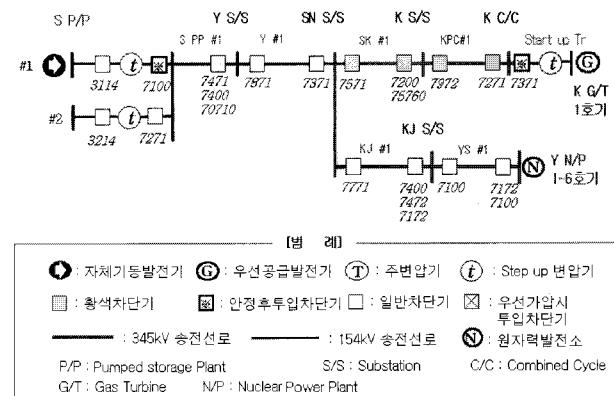 S P/P Y S/S SN S/S K S/S K C/C
S PP #1 Y #1 SK #1 KPC#1 Start up Tr
#1 t t G
3114 7100 7471 7871 7371 7571 7200 7972 7271 7371
7400 75760
70710
K G/T
1호기
#2 t
3214 7271
KJ S/S
KJ #1 YS #1
Y N/P
N 1-6호기
7771 7400 7100 7172
7472 7100
7172
[범 례]
: 자체기동발전기 G : 우선공급발전기 T : 주변압기 t : Step up 변압기
: 황색차단기 : 안정후투입차단기 : 일반차단기 : 우선가압시
투입차단기
: 345kV 송전선로 : 154kV 송전선로 N : 원자력발전소
P/P : Pumped storage Plant S/S : Substation C/C : Combined Cycle
G/T : Gas Turbine N/P : Nuclear Power Plant